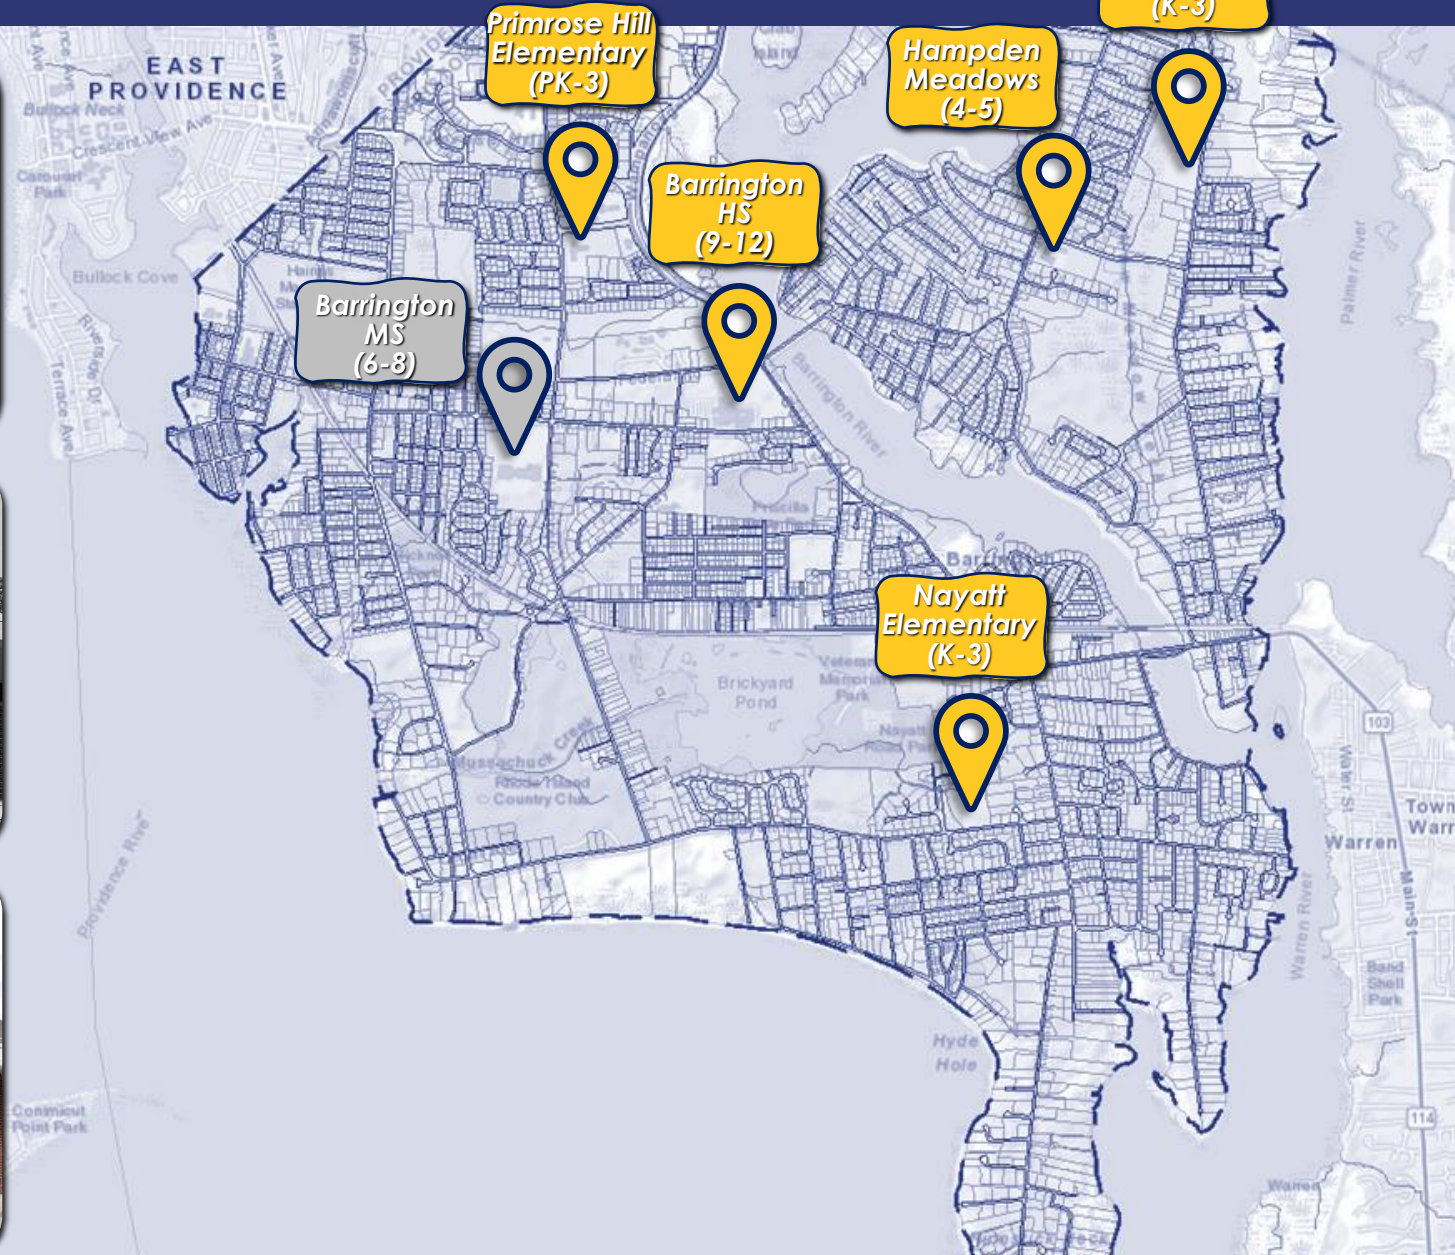 (K-3)
Primrose Hill
Elementary
(PK-3)
Hampden
Meadows
(4-5)
Barrington
HS
(9-12)
Barrington
MS
(6-8)
Nayatt
Elementary
(K-3)
EAST
PROVIDENCE
Bullock Neck
Crescent View Ave
Carousel
Park
Bullock Cove
Terrace Ave
Palmer River
Barrington River
Brickyard
Pond
Rhode Island
Country Club
Providence River
103
Water St
Town
Warr
Warren
Main St
Warren River
Band
Shell
Park
Hyde
Hole
Conimicut
Point Park
114
Warren